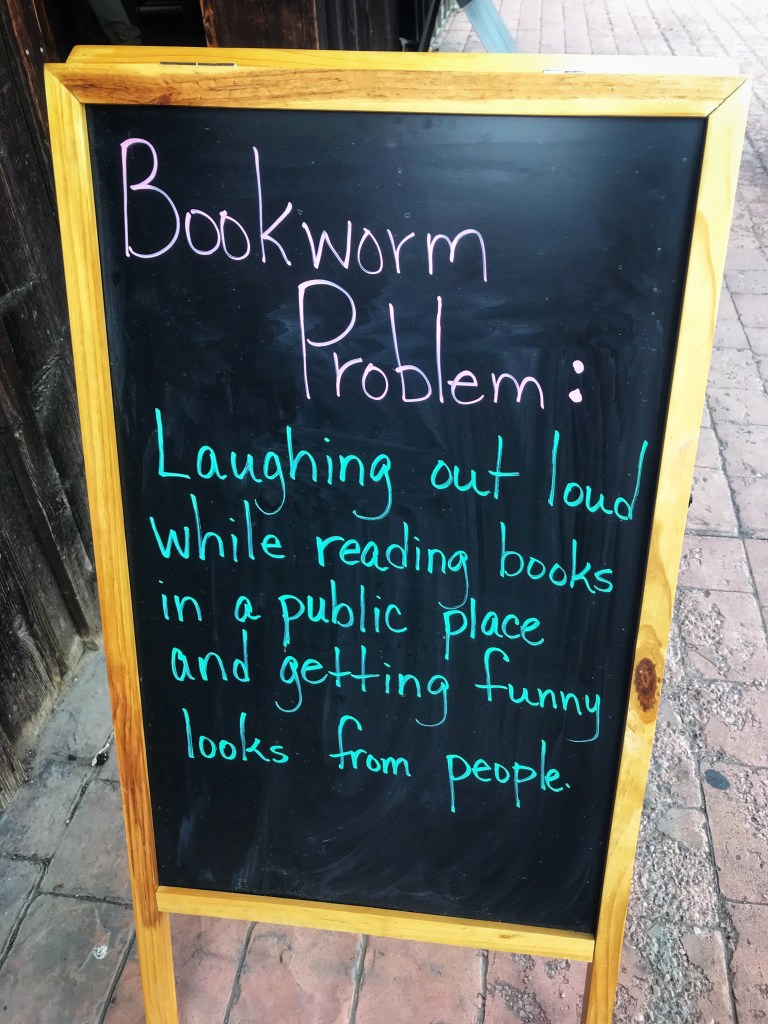 Bookworm
Problem:
Laughing out loud
while reading books
in a public place
and getting funny
looks from people.